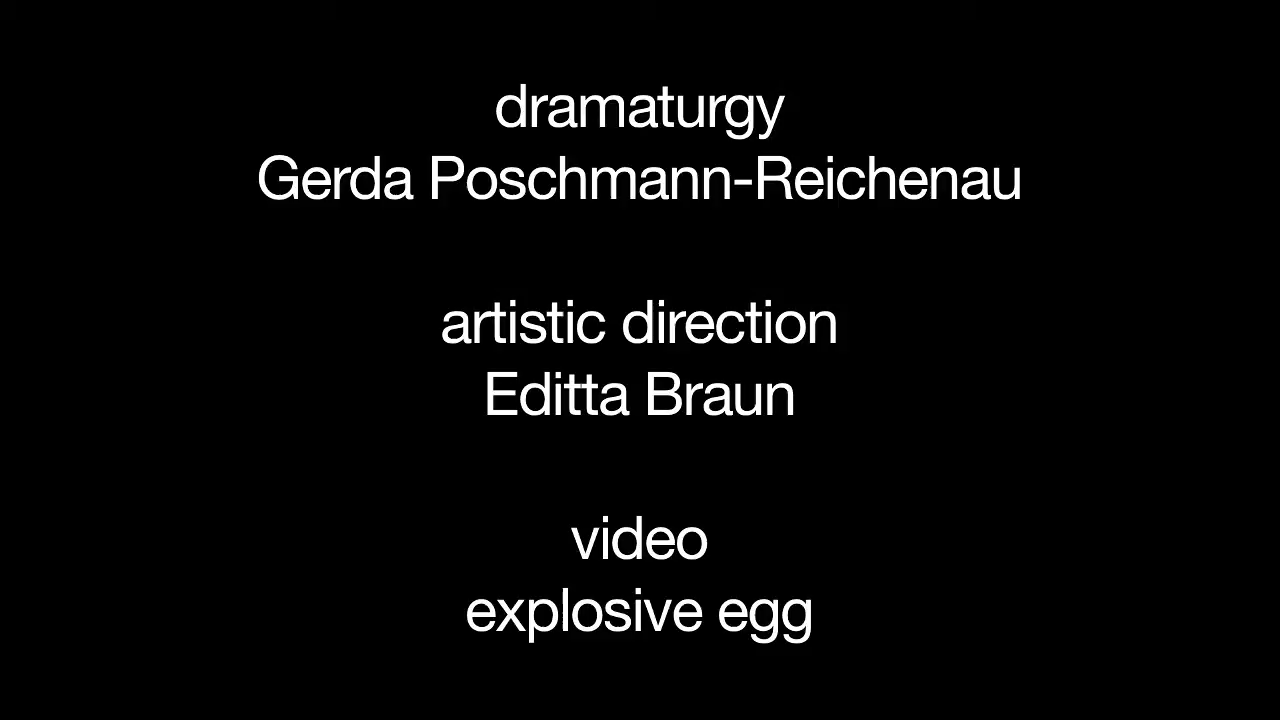 dramaturgy
Gerda Poschmann-Reichenau
artistic direction
Editta Braun
video
explosive egg